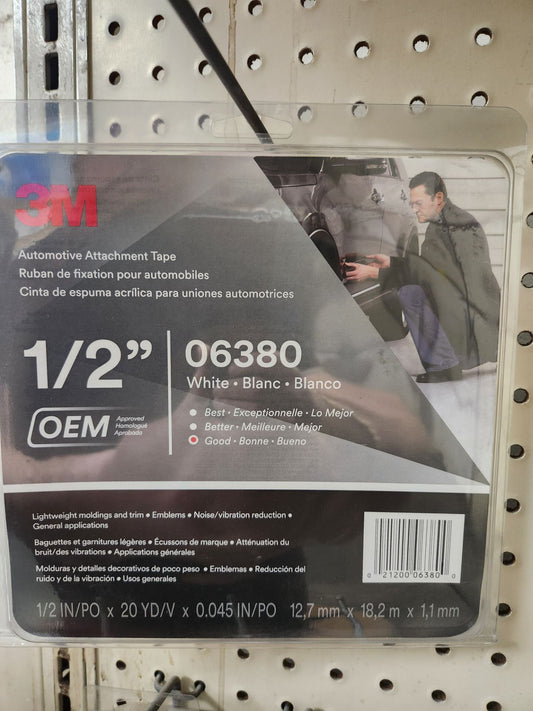 3M
Automotive Attachment Tape
Ruban de fixation pour automobiles
Cinta de espuma acrílica para uniones automotrices
1/2”
06380
White • Blanc • Blanco
OEM
Approved
Homologué
Aprobado
Best • Exceptionnelle • Lo Mejor
Better • Meilleure • Mejor
Good • Bonne • Bueno
Lightweight moldings and trim • Emblems • Noise/vibration reduction •
General applications
Baguettes et garnitures légères • Écussons de marque • Atténuation du
bruit/des vibrations • Applications générales
Molduras y detalles decorativos de poco peso • Emblemas • Reducción del
ruido y de la vibración • Usos generales
0 21200 06380 0
1/2 IN/PO x 20 YD/V x 0.045 IN/PO 12,7 mm x 18,2 m x 1,1 mm